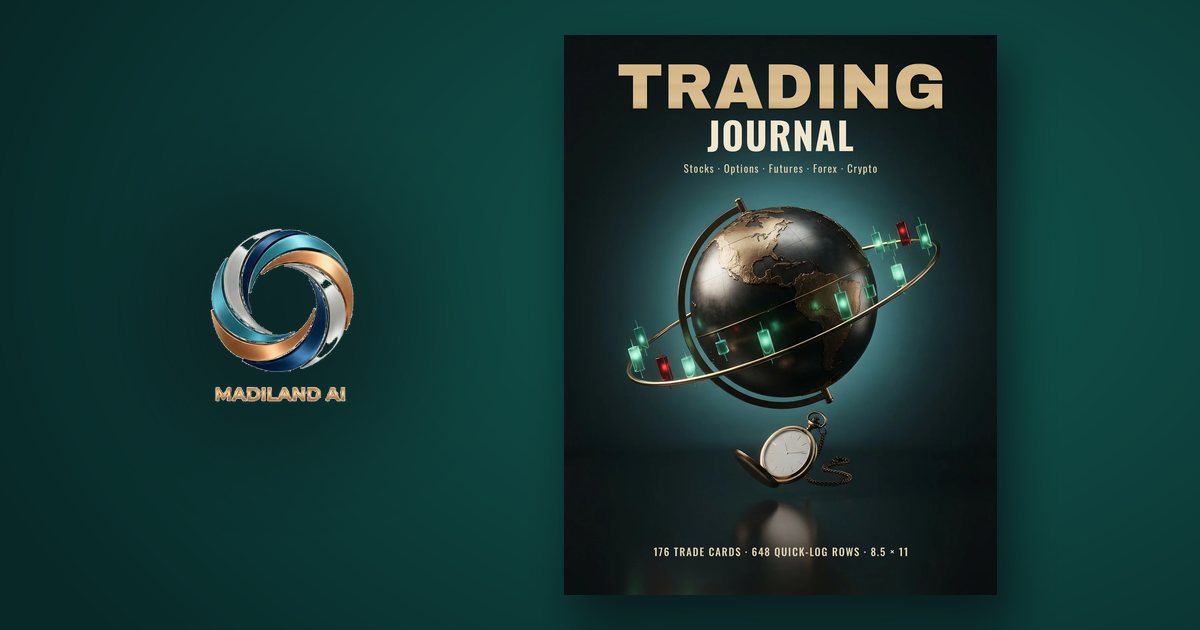 MADILAND AI
TRADING
JOURNAL
Stocks · Options · Futures · Forex · Crypto
176 TRADE CARDS · 648 QUICK-LOG ROWS · 8.5 × 11